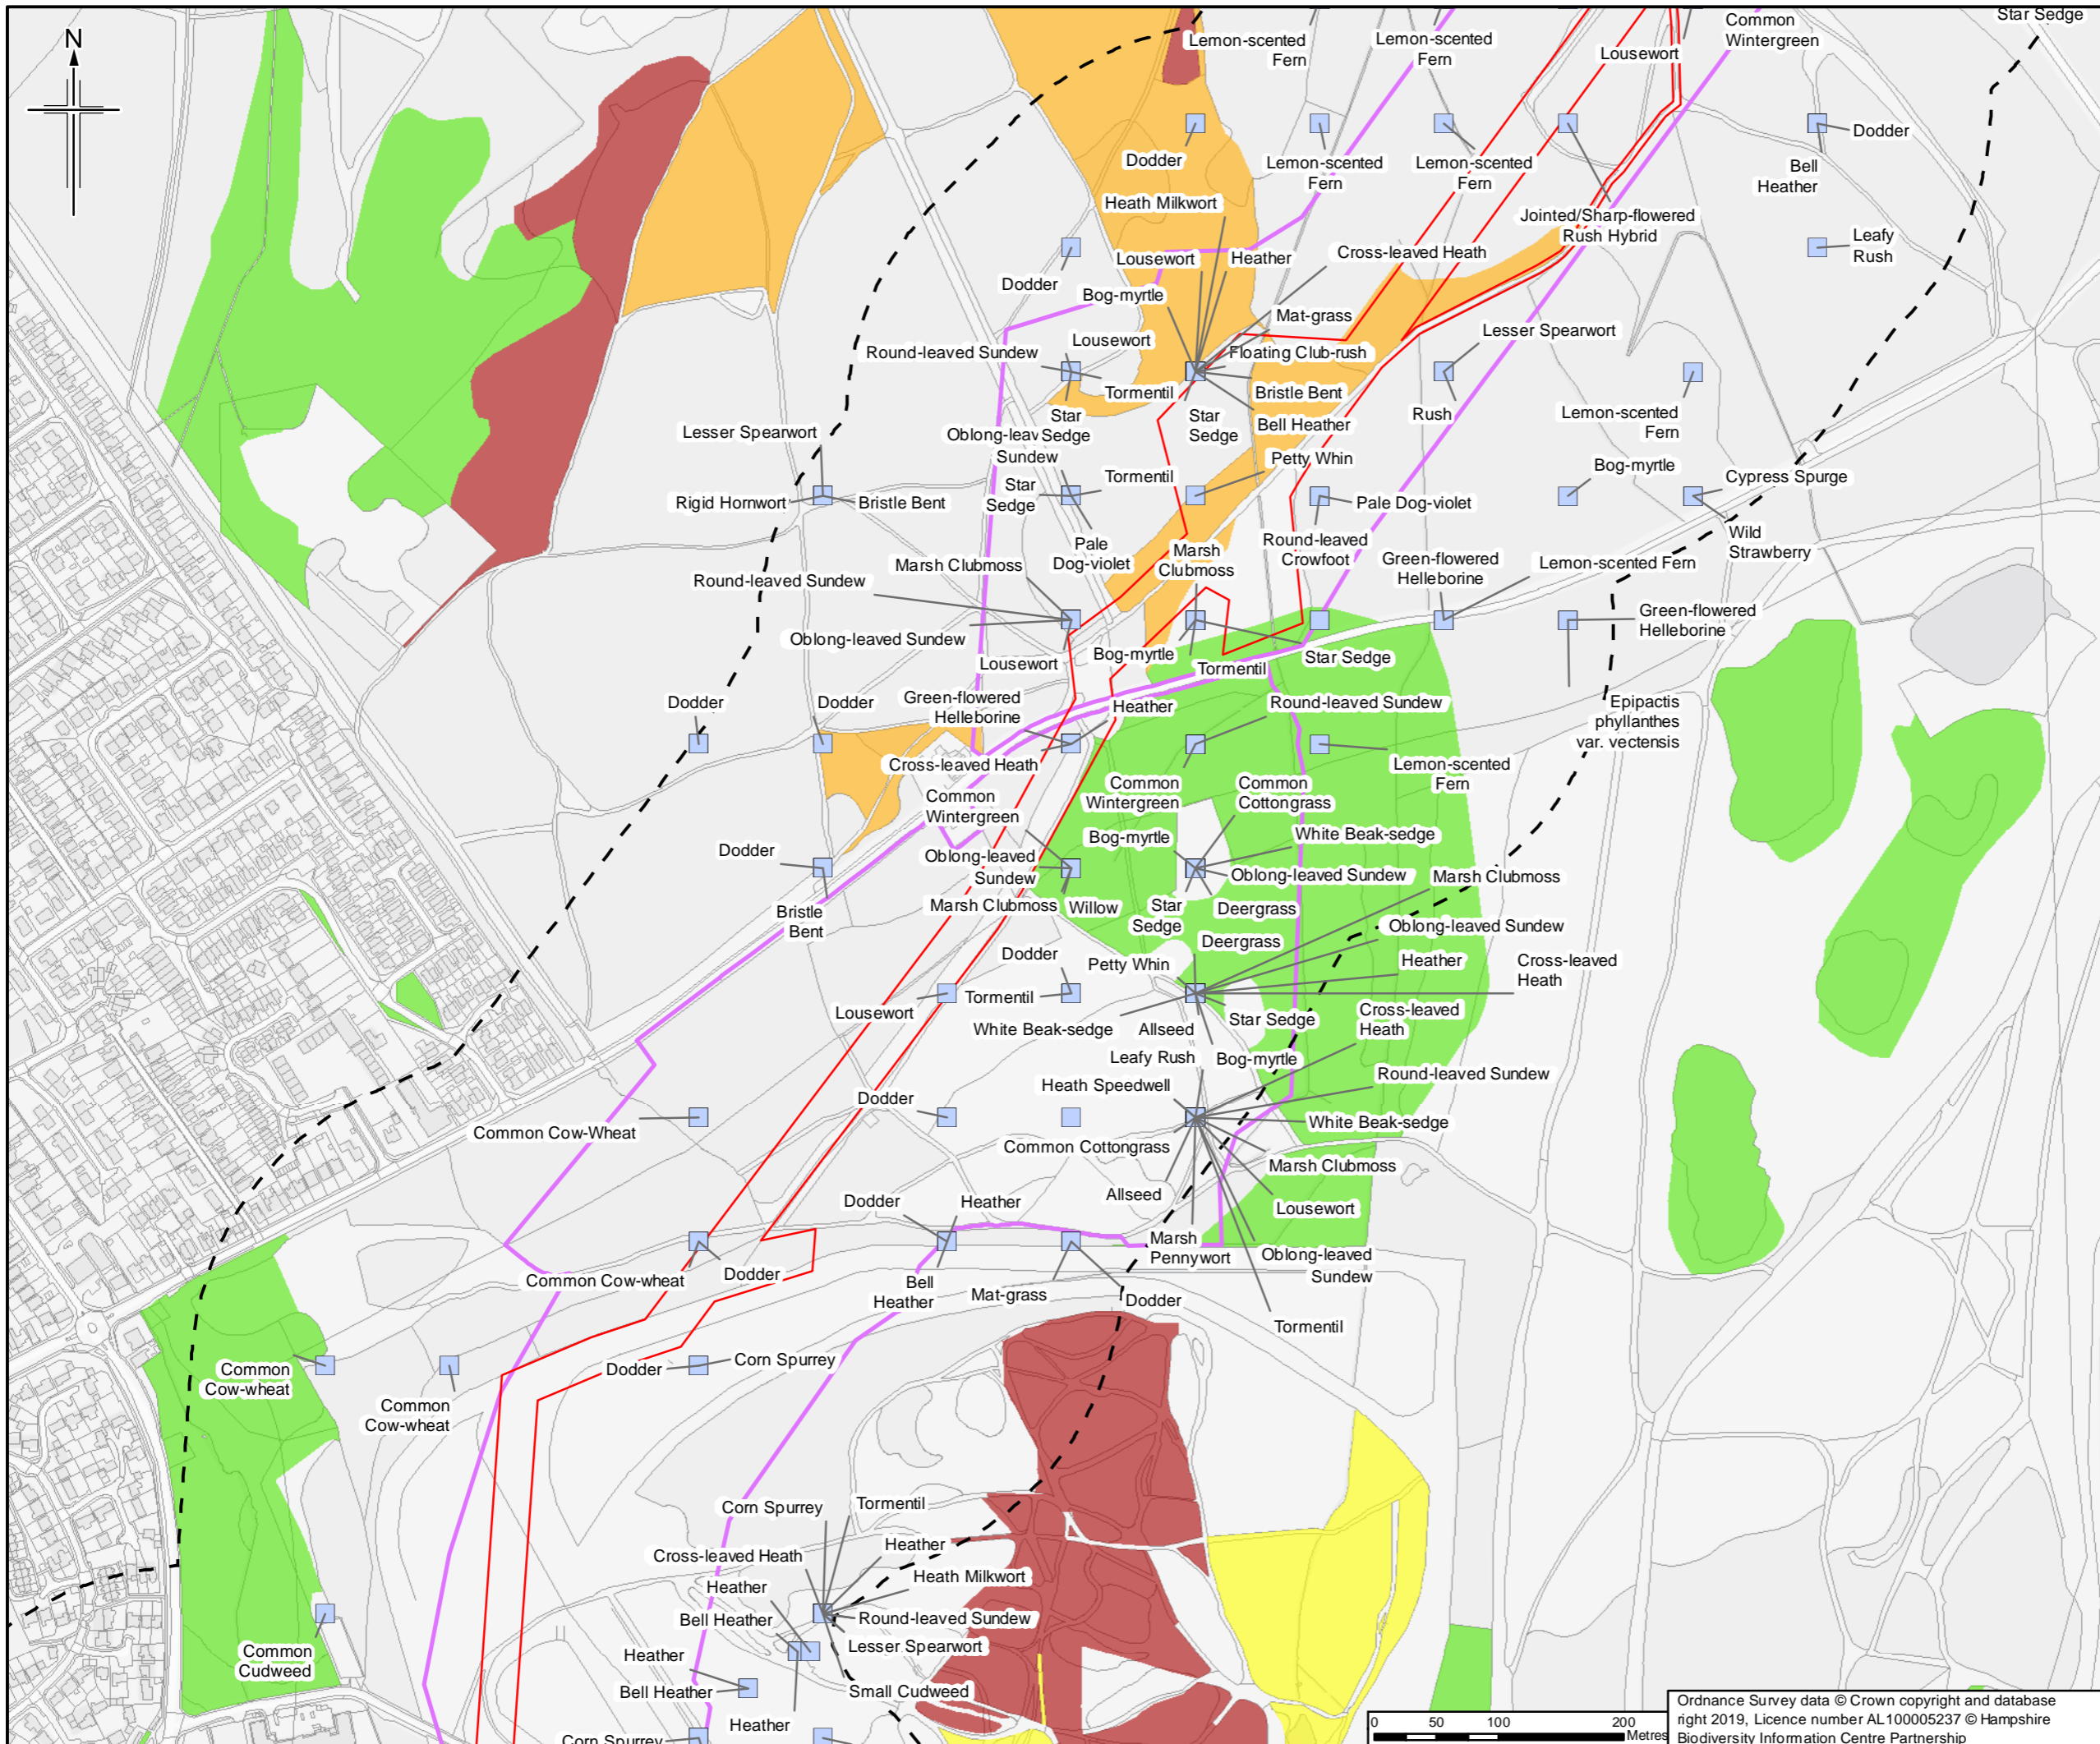 N
Star Sedge
Common
Wintergreen
Lousewort
Lemon-scented
Fern
Lemon-scented
Fern
Dodder
Lemon-scented
Fern
Lemon-scented
Fern
Dodder
Bell
Heather
Heath Milkwort
Jointed/Sharp-flowered
Rush Hybrid
Leafy
Rush
Lousewort
Heather
Cross-leaved Heath
Dodder
Bog-myrtle
Mat-grass
Lesser Spearwort
Lousewort
Round-leaved Sundew
Floating Club-rush
Tormentil
Bristle Bent
Star
Sedge
Star
Sedge
Rush
Lemon-scented
Fern
Bell Heather
Lesser Spearwort
Oblong-leav
Sundew
Petty Whin
Tormentil
Bog-myrtle
Cypress Spurge
Star
Sedge
Rigid Hornwort
Bristle Bent
Pale Dog-violet
Wild
Strawberry
Pale
Dog-violet
Marsh
Clubmoss
Round-leaved
Crowfoot
Green-flowered
Helleborine
Lemon-scented Fern
Marsh Clubmoss
Round-leaved Sundew
Green-flowered
Helleborine
Oblong-leaved Sundew
Lousewort
Bog-myrtle
Star Sedge
Tormentil
Dodder
Dodder
Green-flowered
Helleborine
Heather
Round-leaved Sundew
Epipactis
phyllanthes
var. vectensis
Cross-leaved Heath
Lemon-scented
Fern
Common
Wintergreen
Common
Wintergreen
Common
Cottongrass
Bog-myrtle
White Beak-sedge
Dodder
Oblong-leaved
Sundew
Oblong-leaved Sundew
Marsh Clubmoss
Marsh Clubmoss
Willow
Star
Sedge
Deergrass
Bristle
Bent
Oblong-leaved Sundew
Deergrass
Dodder
Petty Whin
Heather
Cross-leaved
Heath
Tormentil
Lousewort
White Beak-sedge
Allseed
Star Sedge
Cross-leaved
Heath
Leafy Rush
Bog-myrtle
Heath Speedwell
Round-leaved Sundew
Dodder
Common Cow-Wheat
White Beak-sedge
Common Cottongrass
Marsh Clubmoss
Allseed
Lousewort
Dodder
Heather
Marsh
Pennywort
Oblong-leaved
Sundew
Common Cow-wheat
Dodder
Bell
Heather
Mat-grass
Dodder
Tormentil
Common
Cow-wheat
Dodder
Corn Spurrey
Common
Cow-wheat
Corn Spurrey
Tormentil
Heather
Cross-leaved Heath
Heath Milkwort
Heather
Bell Heather
Round-leaved Sundew
Lesser Spearwort
Common
Cudweed
Heather
Bell Heather
Small Cudweed
Heather
Corn Spurrey
0 50 100 200
Metres
Ordnance Survey data © Crown copyright and database
right 2019, Licence number AL100005237 © Hampshire
Biodiversity Information Centre Partnership